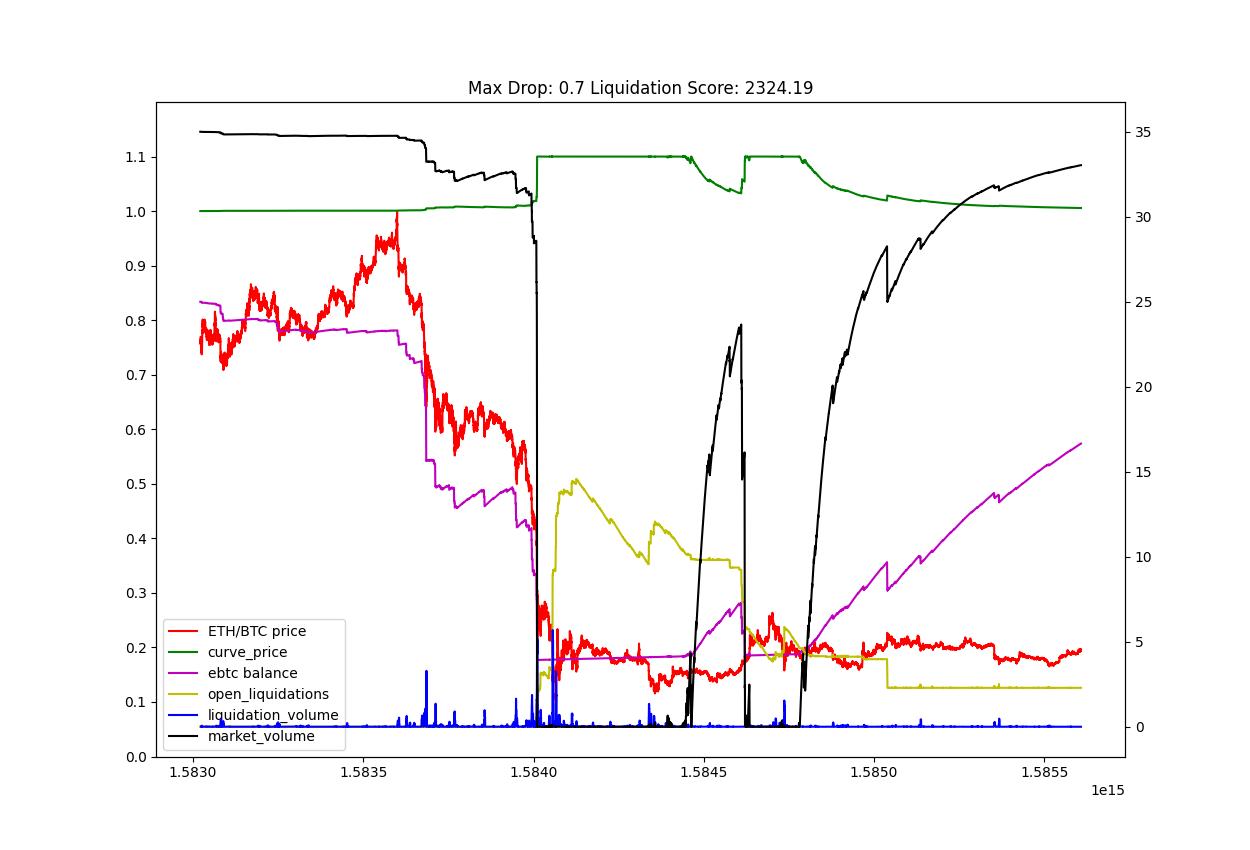 Max Drop: 0.7 Liquidation Score: 2324.19
1.1
1.0
0.9
0.8
0.7
0.6
0.5
0.4
0.3
0.2
0.1
0.0
35
30
25
20
15
10
5
0
ETH/BTC price
curve_price
ebtc balance
open_liquidations
liquidation_volume
market_volume
1.5830 1.5835 1.5840 1.5845 1.5850 1.5855
1e15